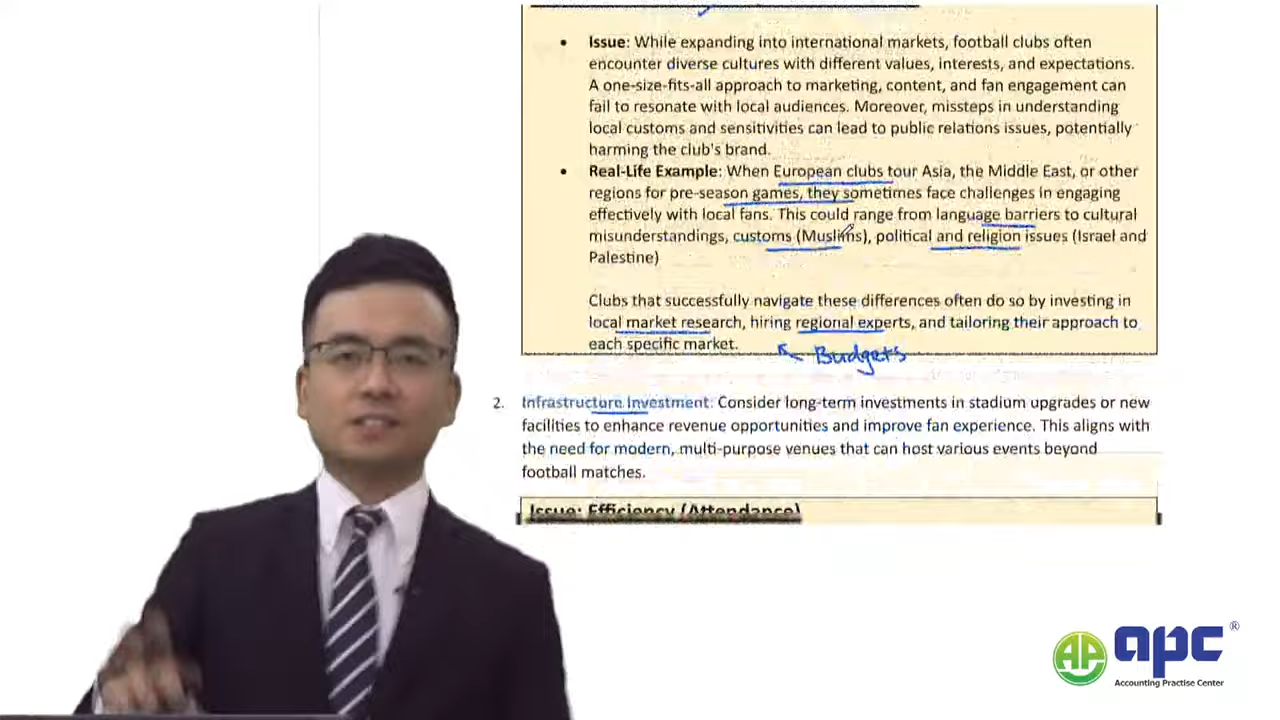 • Issue: While expanding into international markets, football clubs often
encounter diverse cultures with different values, interests, and expectations.
A one-size-fits-all approach to marketing, content, and fan engagement can
fail to resonate with local audiences. Moreover, missteps in understanding
local customs and sensitivities can lead to public relations issues, potentially
harming the club's brand.
• Real-Life Example: When European clubs tour Asia, the Middle East, or other
regions for pre-season games, they sometimes face challenges in engaging
effectively with local fans. This could range from language barriers to cultural
misunderstandings, customs (Muslims), political and religion issues (Israel and
Palestine)
Clubs that successfully navigate these differences often do so by investing in
local market research, hiring regional experts, and tailoring their approach to
each specific market.
Budgets
2. Infrastructure Investment: Consider long-term investments in stadium upgrades or new
facilities to enhance revenue opportunities and improve fan experience. This aligns with
the need for modern, multi-purpose venues that can host various events beyond
football matches.
Issue: Efficiency (Attendance)
AP apc®
Accounting Practise Center